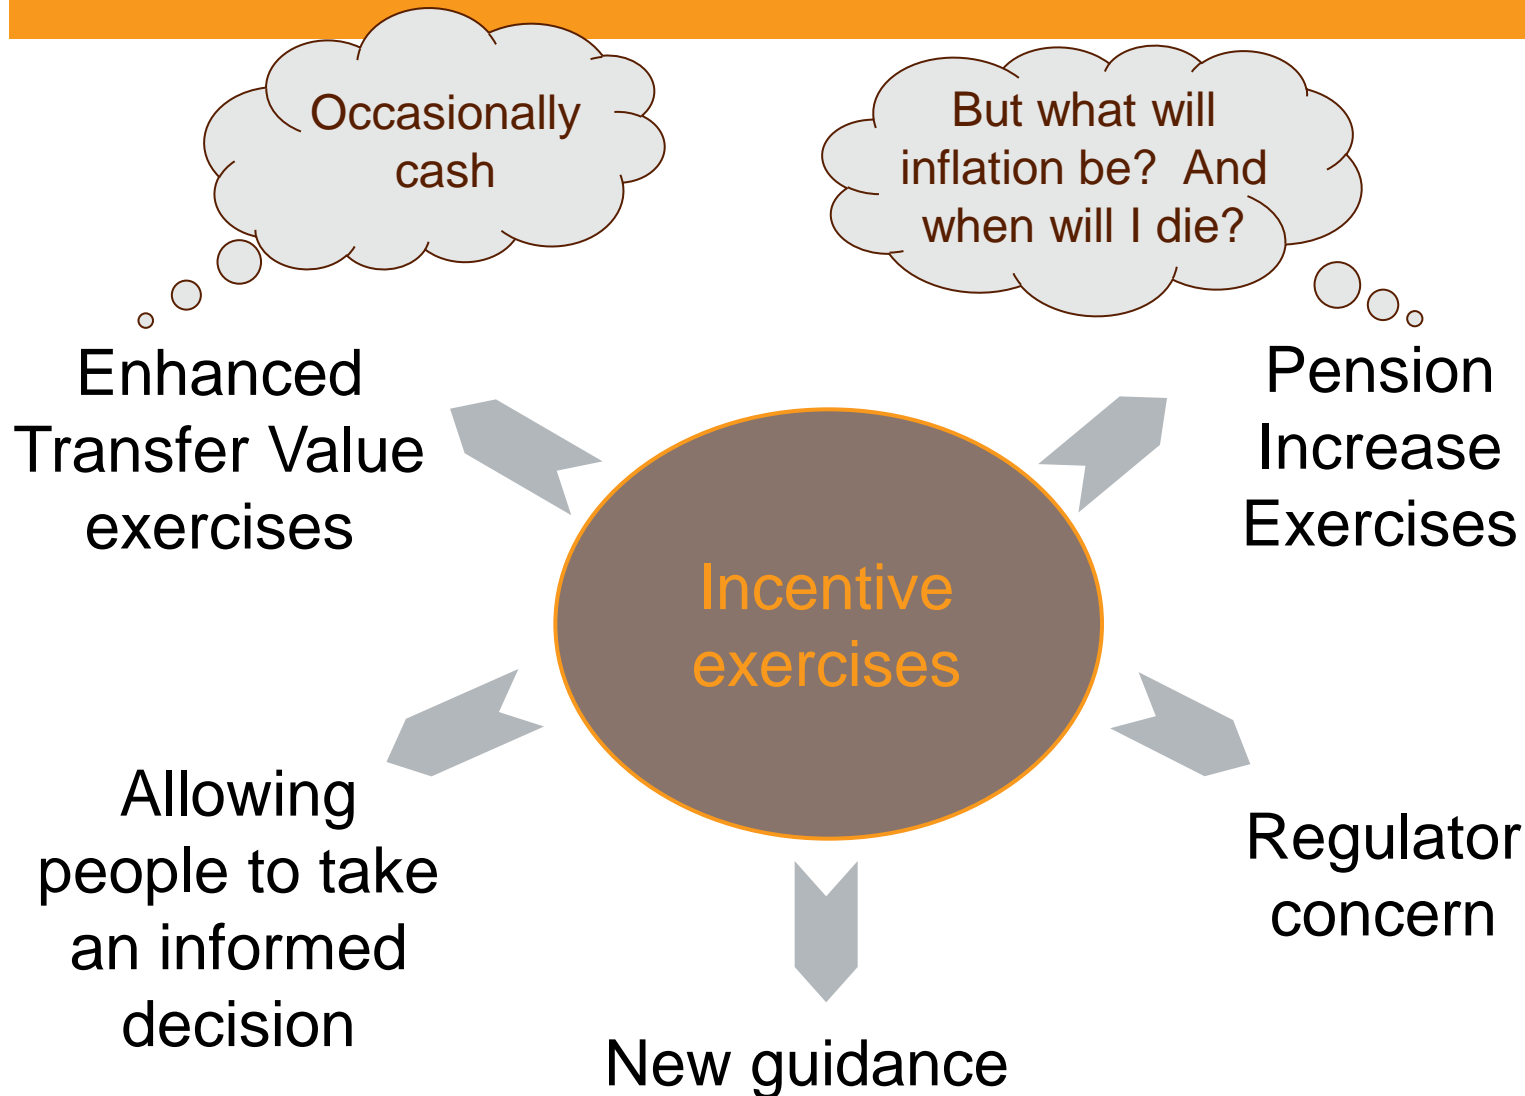 Occasionally
cash
But what will
inflation be?  And
when will I die?
Enhanced
Transfer Value
exercises
Pension
Increase
Exercises
Incentive
exercises
Allowing
people to take
an informed
decision
Regulator
concern
New guidance